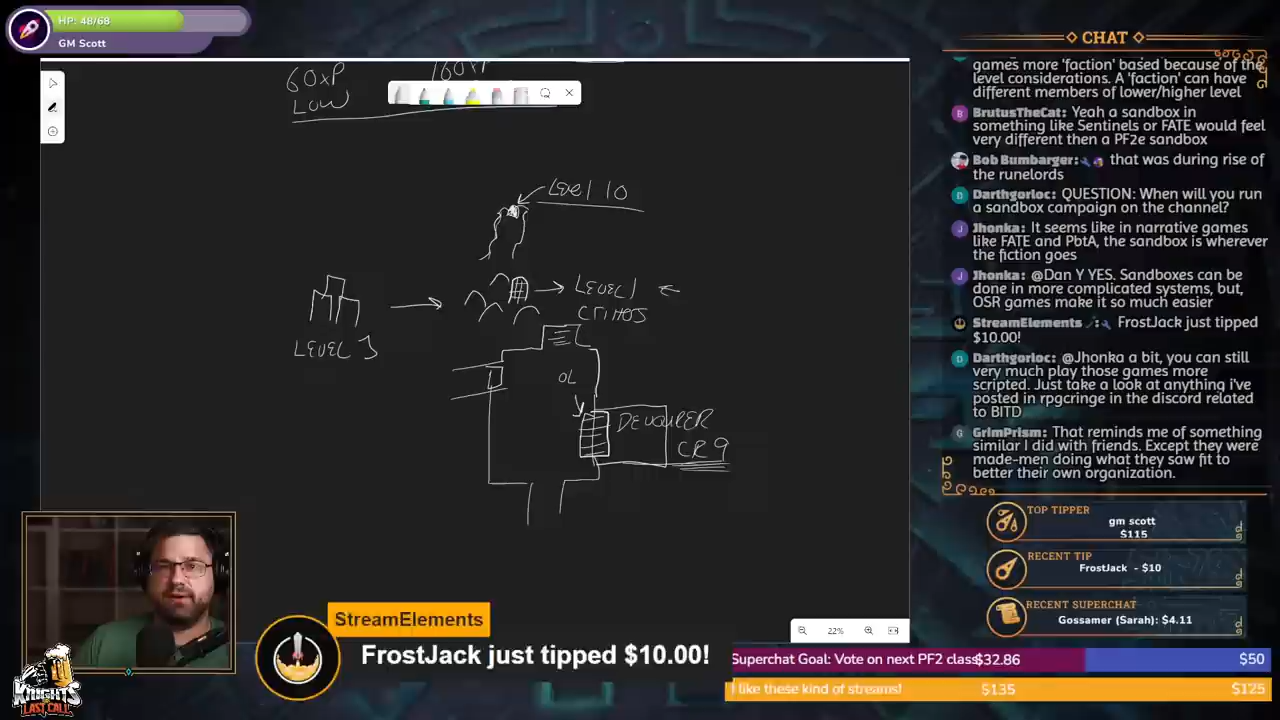 HP: 48/68
GM Scott
60XP
LOW
160XP
LEVEL 10
LEVEL 1
LEVEL 3
OL
DEVOURER
CR 9
CHAT
games more 'faction' based because of the
level considerations. A 'faction' can have
different members of lower/higher level
B BrutusTheCat: Yeah a sandbox in
something like Sentinels or FATE would feel
very different then a PF2e sandbox
Bob Bumbarger: that was during rise of
the runelords
D Darthgorloc: QUESTION: When will you run
a sandbox campaign on the channel?
J Jhonka: It seems like in narrative games
like FATE and PbtA, the sandbox is wherever
the fiction goes
J Jhonka: @Dan Y YES. Sandboxes can be
done in more complicated systems, but,
OSR games make it so much easier
StreamElements: FrostJack just tipped
$10.00!
D Darthgorloc: @Jhonka a bit, you can still
very much play those games more
scripted. Just take a look at anything i've
posted in rpgcringe in the discord related
to BITD
G GrimPrism: That reminds me of something
similar I did with friends. Except they were
made-men doing what they saw fit to
better their own organization.
TOP TIPPER
gm scott
$115
RECENT TIP
FrostJack - $10
RECENT SUPERCHAT
Gossamer (Sarah): $4.11
22%
StreamElements
FrostJack just tipped $10.00!
Superchat Goal: Vote on next PF2 class $32.86 $50
I like these kind of streams! $135 $125
KNIGHTS
OF
LAST CALL